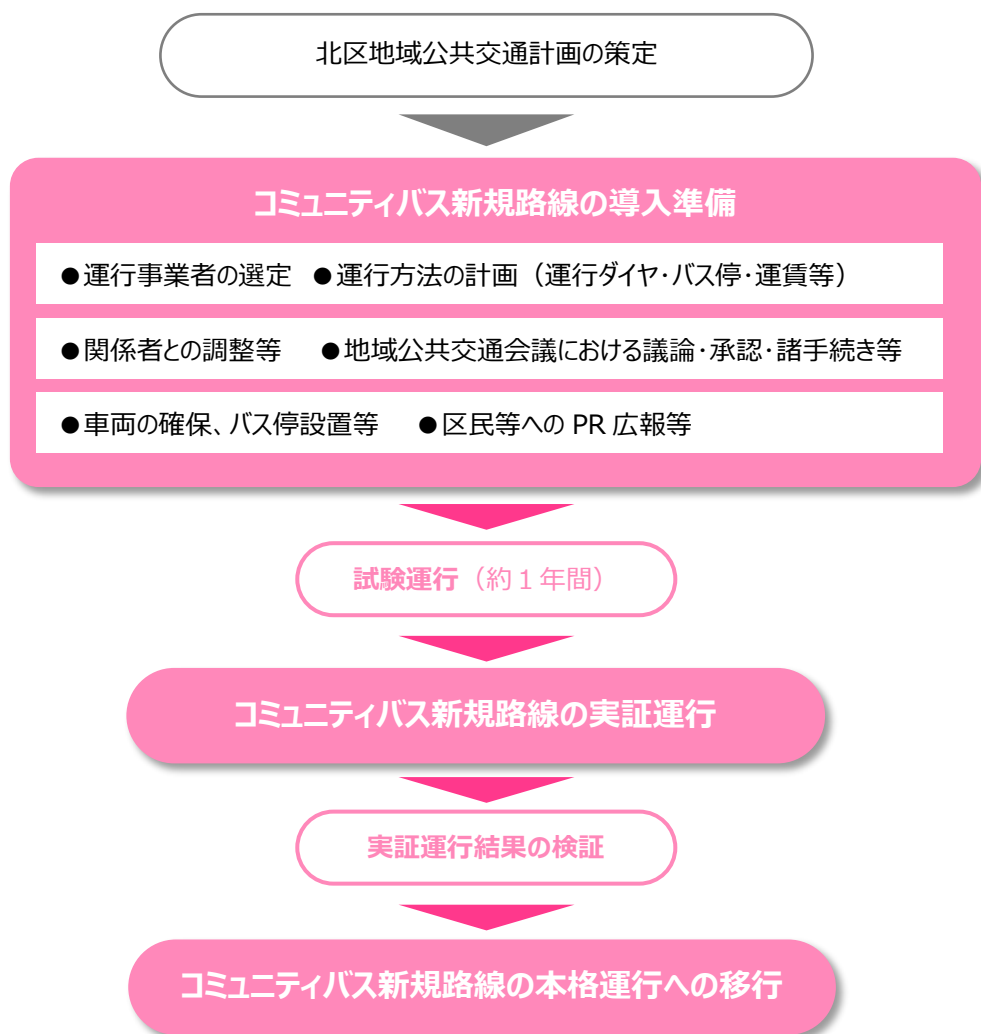 北区地域公共交通計画の策定
コミュニティバス新規路線の導入準備
●運行事業者の選定 ●運行方法の計画（運行ダイヤ・バス停・運賃等）
●関係者との調整等 ●地域公共交通会議における議論・承認・諸手続き等
●車両の確保、バス停設置等 ●区民等への PR 広報等
試験運行（約１年間）
コミュニティバス新規路線の実証運行
実証運行結果の検証
コミュニティバス新規路線の本格運行への移行